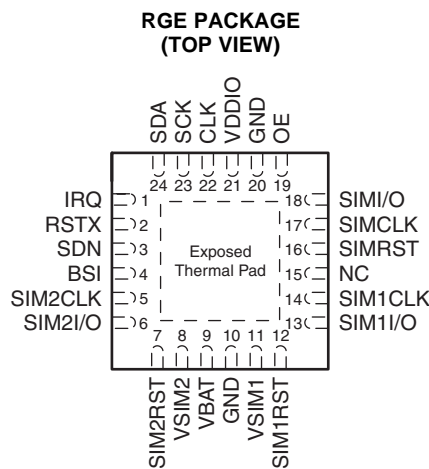 RGE PACKAGE
(TOP VIEW)
SDA
SCK
CLK
VDDIO
GND
OE
24
23
22
21
20
19
IRQ 1
RSTX 2
SDN 3
BSI 4
SIM2CLK 5
SIM2I/O 6
Exposed
Thermal Pad
18 SIMI/O
17 SIMCLK
16 SIMRST
15 NC
14 SIM1CLK
13 SIM1I/O
7
8
9
10
11
12
SIM2RST
VSIM2
VBAT
GND
VSIM1
SIM1RST